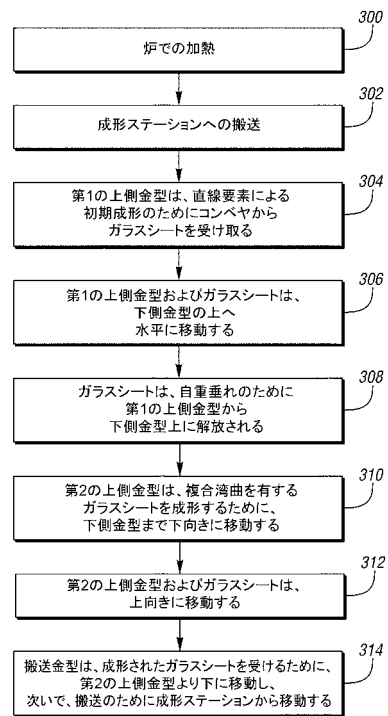 300
炉での加熱
302
成形ステーションへの搬送
304
第1の上側金型は、直線要素による
初期成形のためにコンベヤから
ガラスシートを受け取る
306
第1の上側金型およびガラスシートは、
下側金型の上へ
水平に移動する
308
ガラスシートは、自重垂れのために
第1の上側金型から
下側金型上に解放される
310
第2の上側金型は、複合湾曲を有する
ガラスシートを成形するために、
下側金型まで下向きに移動する
312
第2の上側金型およびガラスシートは、
上向きに移動する
314
搬送金型は、成形されたガラスシートを受けるために、
第2の上側金型より下に移動し、
次いで、搬送のために成形ステーションから移動する